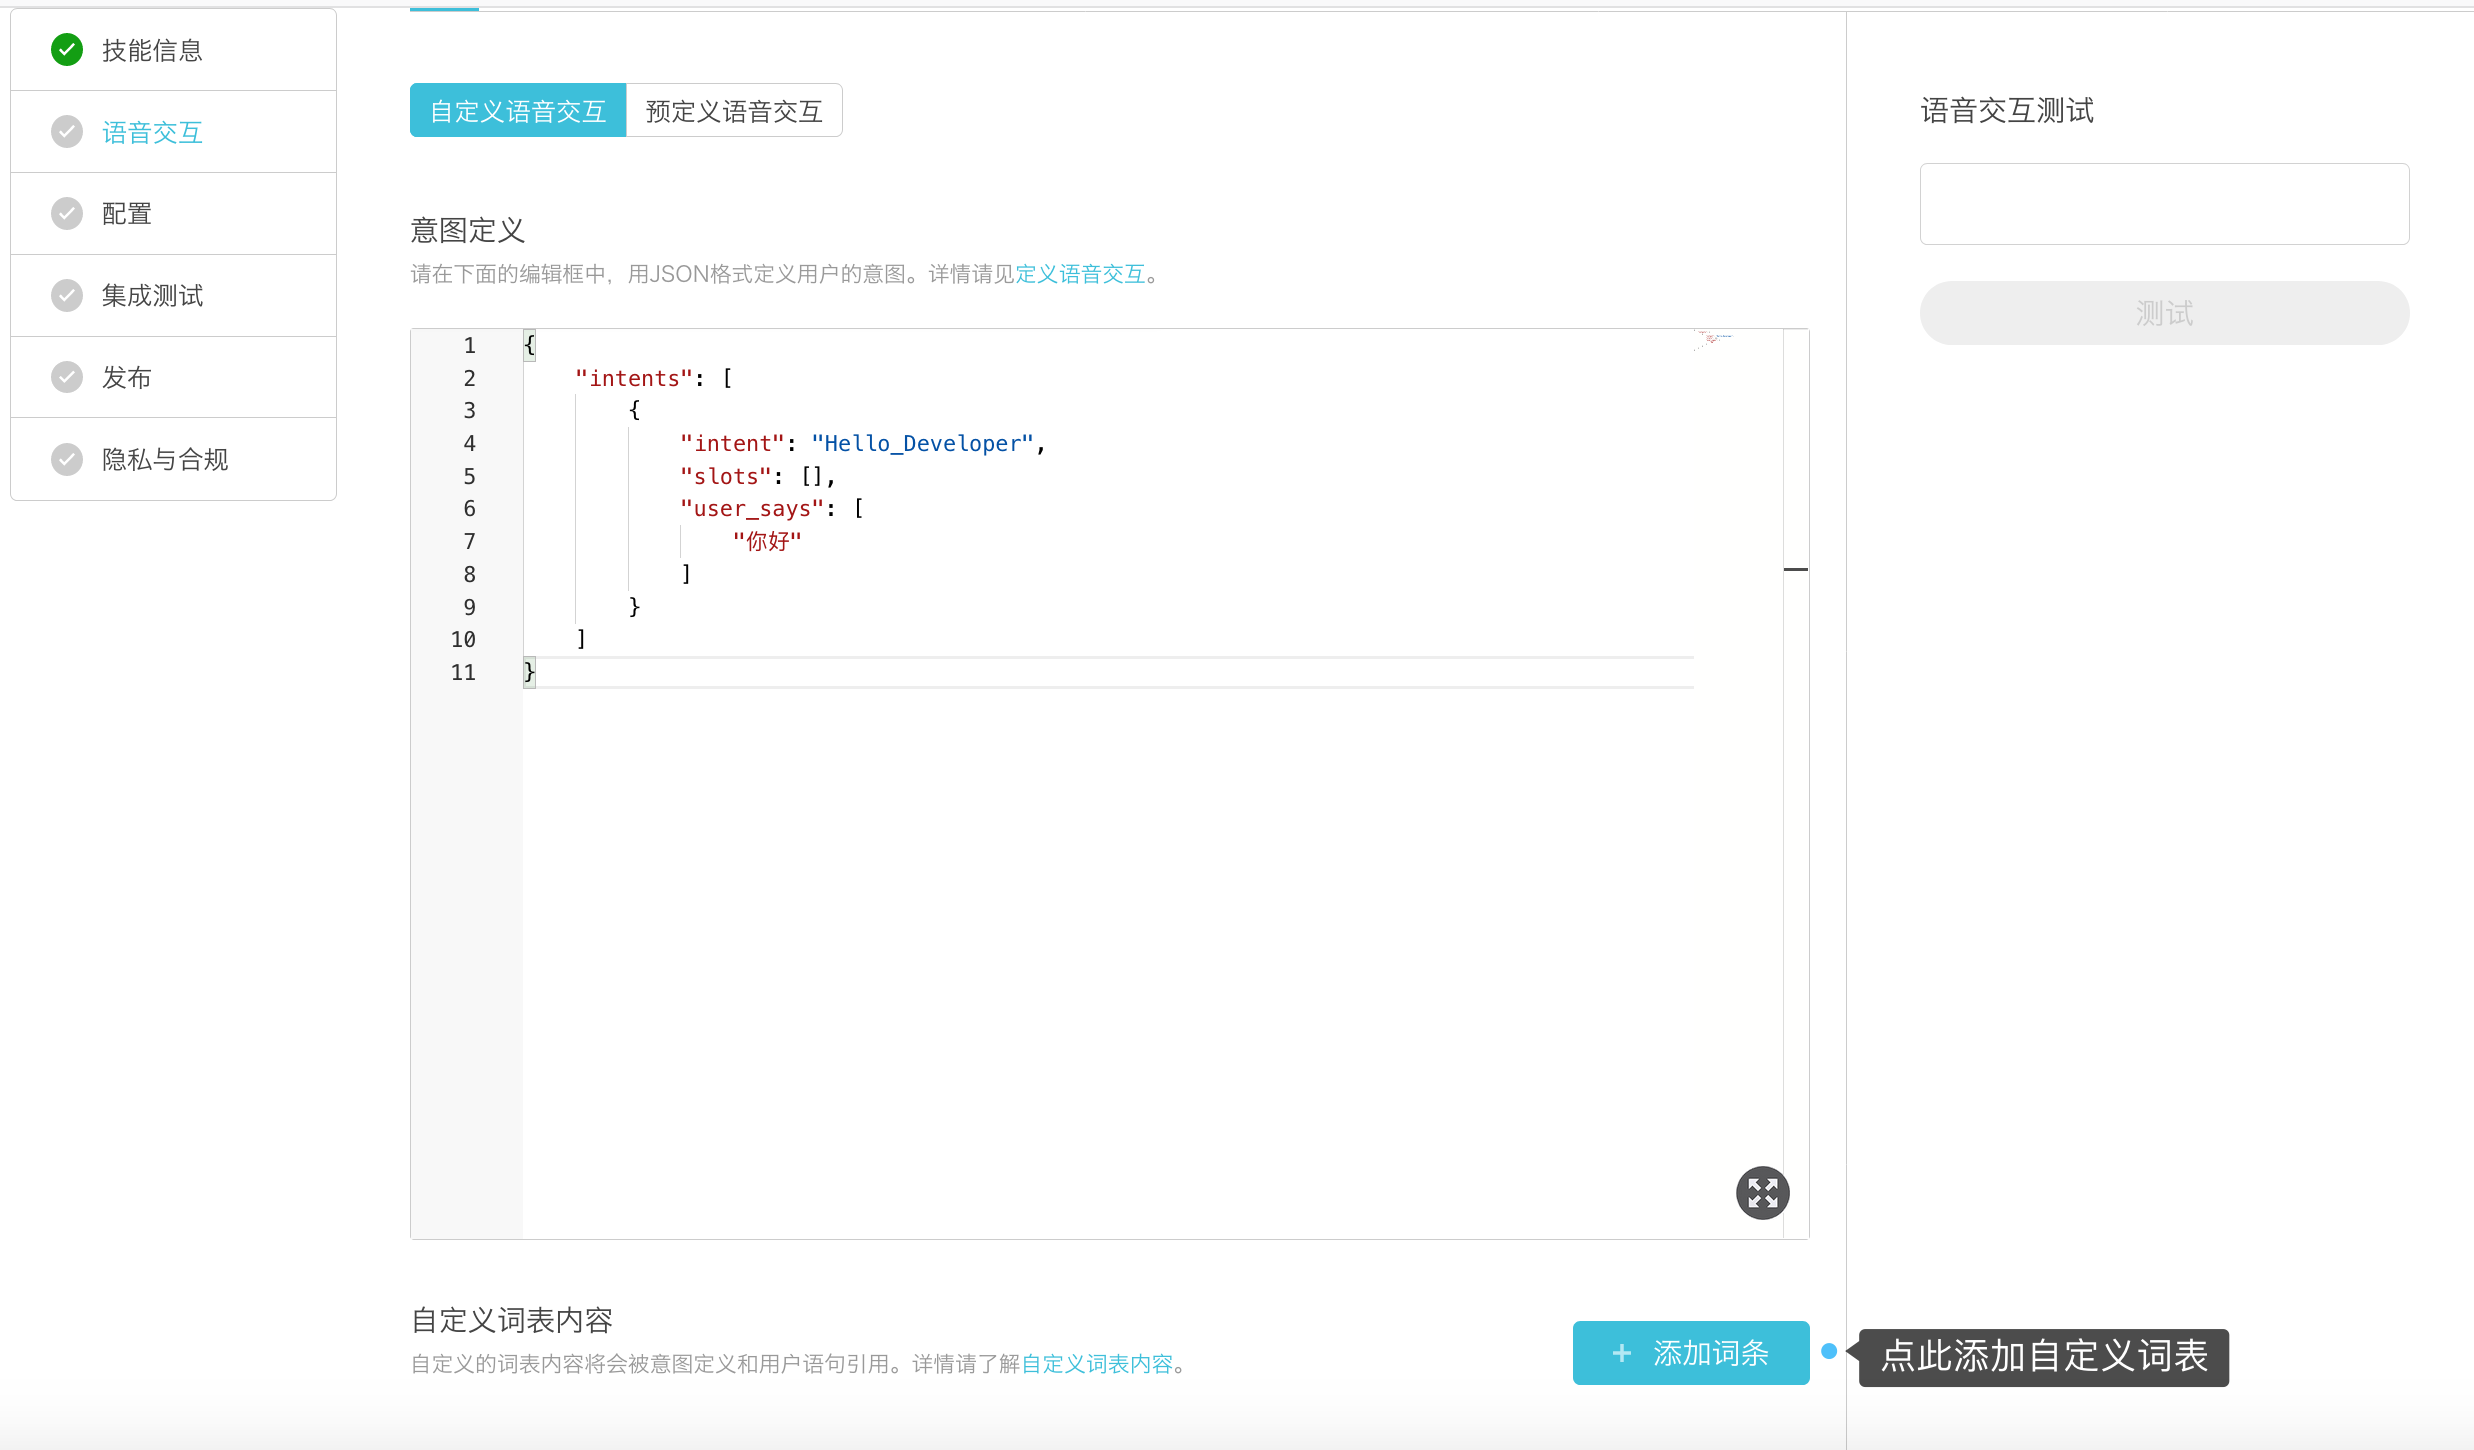 技能信息
语音交互
配置
集成测试
发布
隐私与合规
自定义语音交互
预定义语音交互
意图定义
请在下面的编辑框中，用JSON格式定义用户的意图。详情请见定义语音交互。
1 {
2 "intents": [
3 {
4 "intent": "Hello_Developer",
5 "slots": [],
6 "user_says": [
7 "你好"
8 ]
9 }
10 ]
11 }
自定义词表内容
自定义的词表内容将会被意图定义和用户语句引用。详情请了解自定义词表内容。
+ 添加词条
点此添加自定义词表
语音交互测试
测试